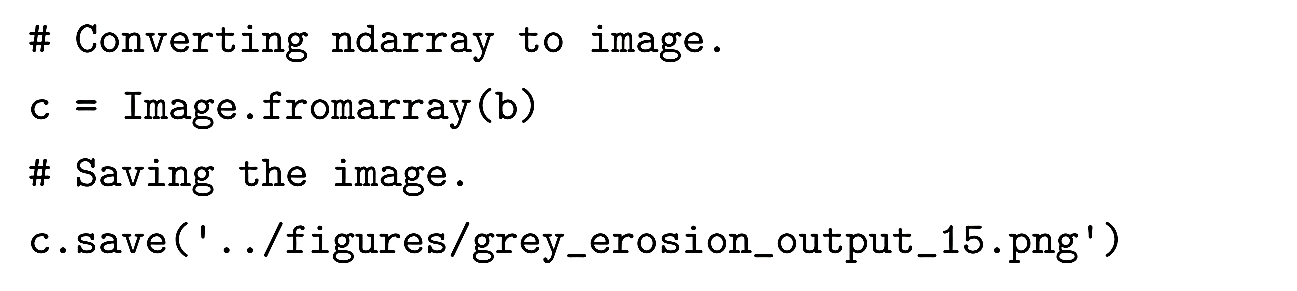 # Converting ndarray to image.
c = Image.fromarray(b)
# Saving the image.
c.save('../figures/grey_erosion_output_15.png')